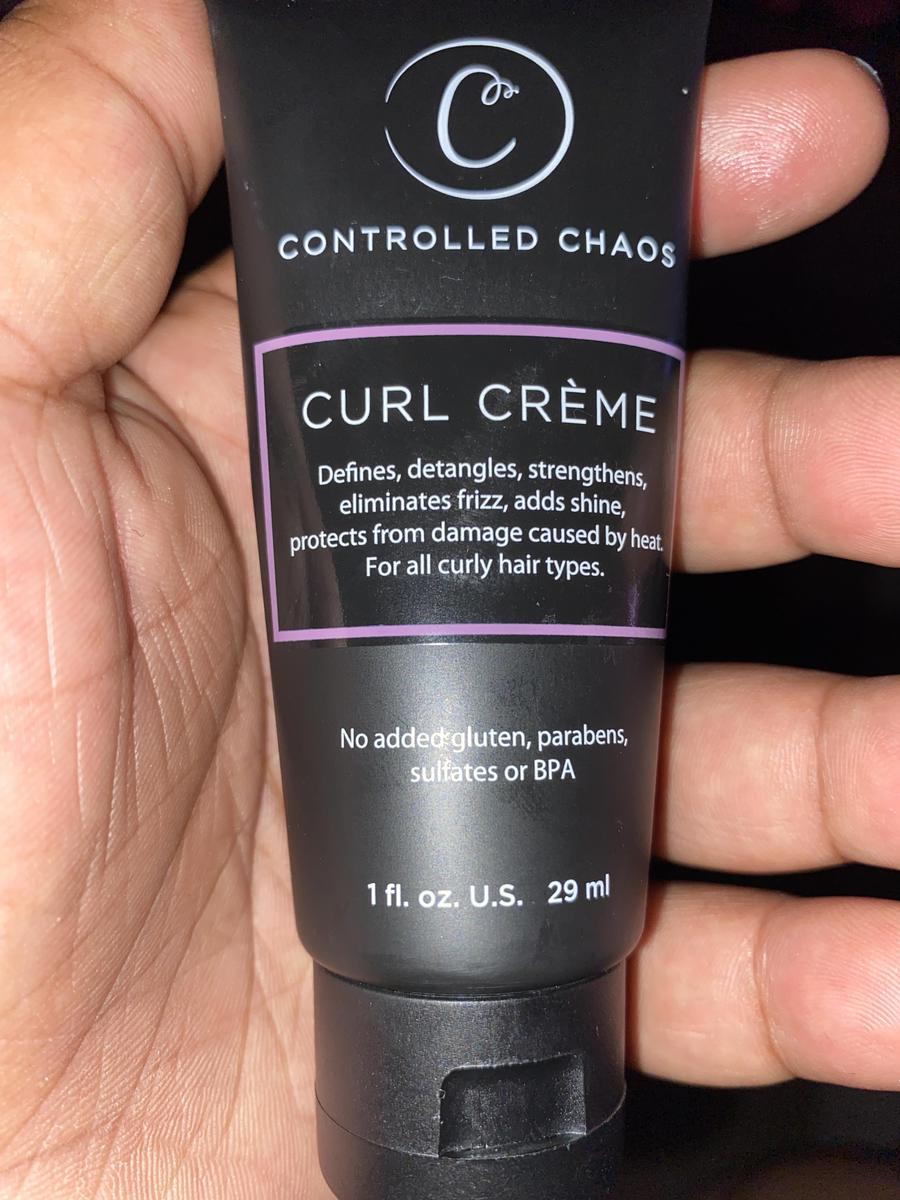 C
CONTROLLED CHAOS
CURL CRÈME
Defines, detangles, strengthens,
eliminates frizz, adds shine,
protects from damage caused by heat.
For all curly hair types.
No added gluten, parabens,
sulfates or BPA
1 fl. oz. U.S. 29 ml